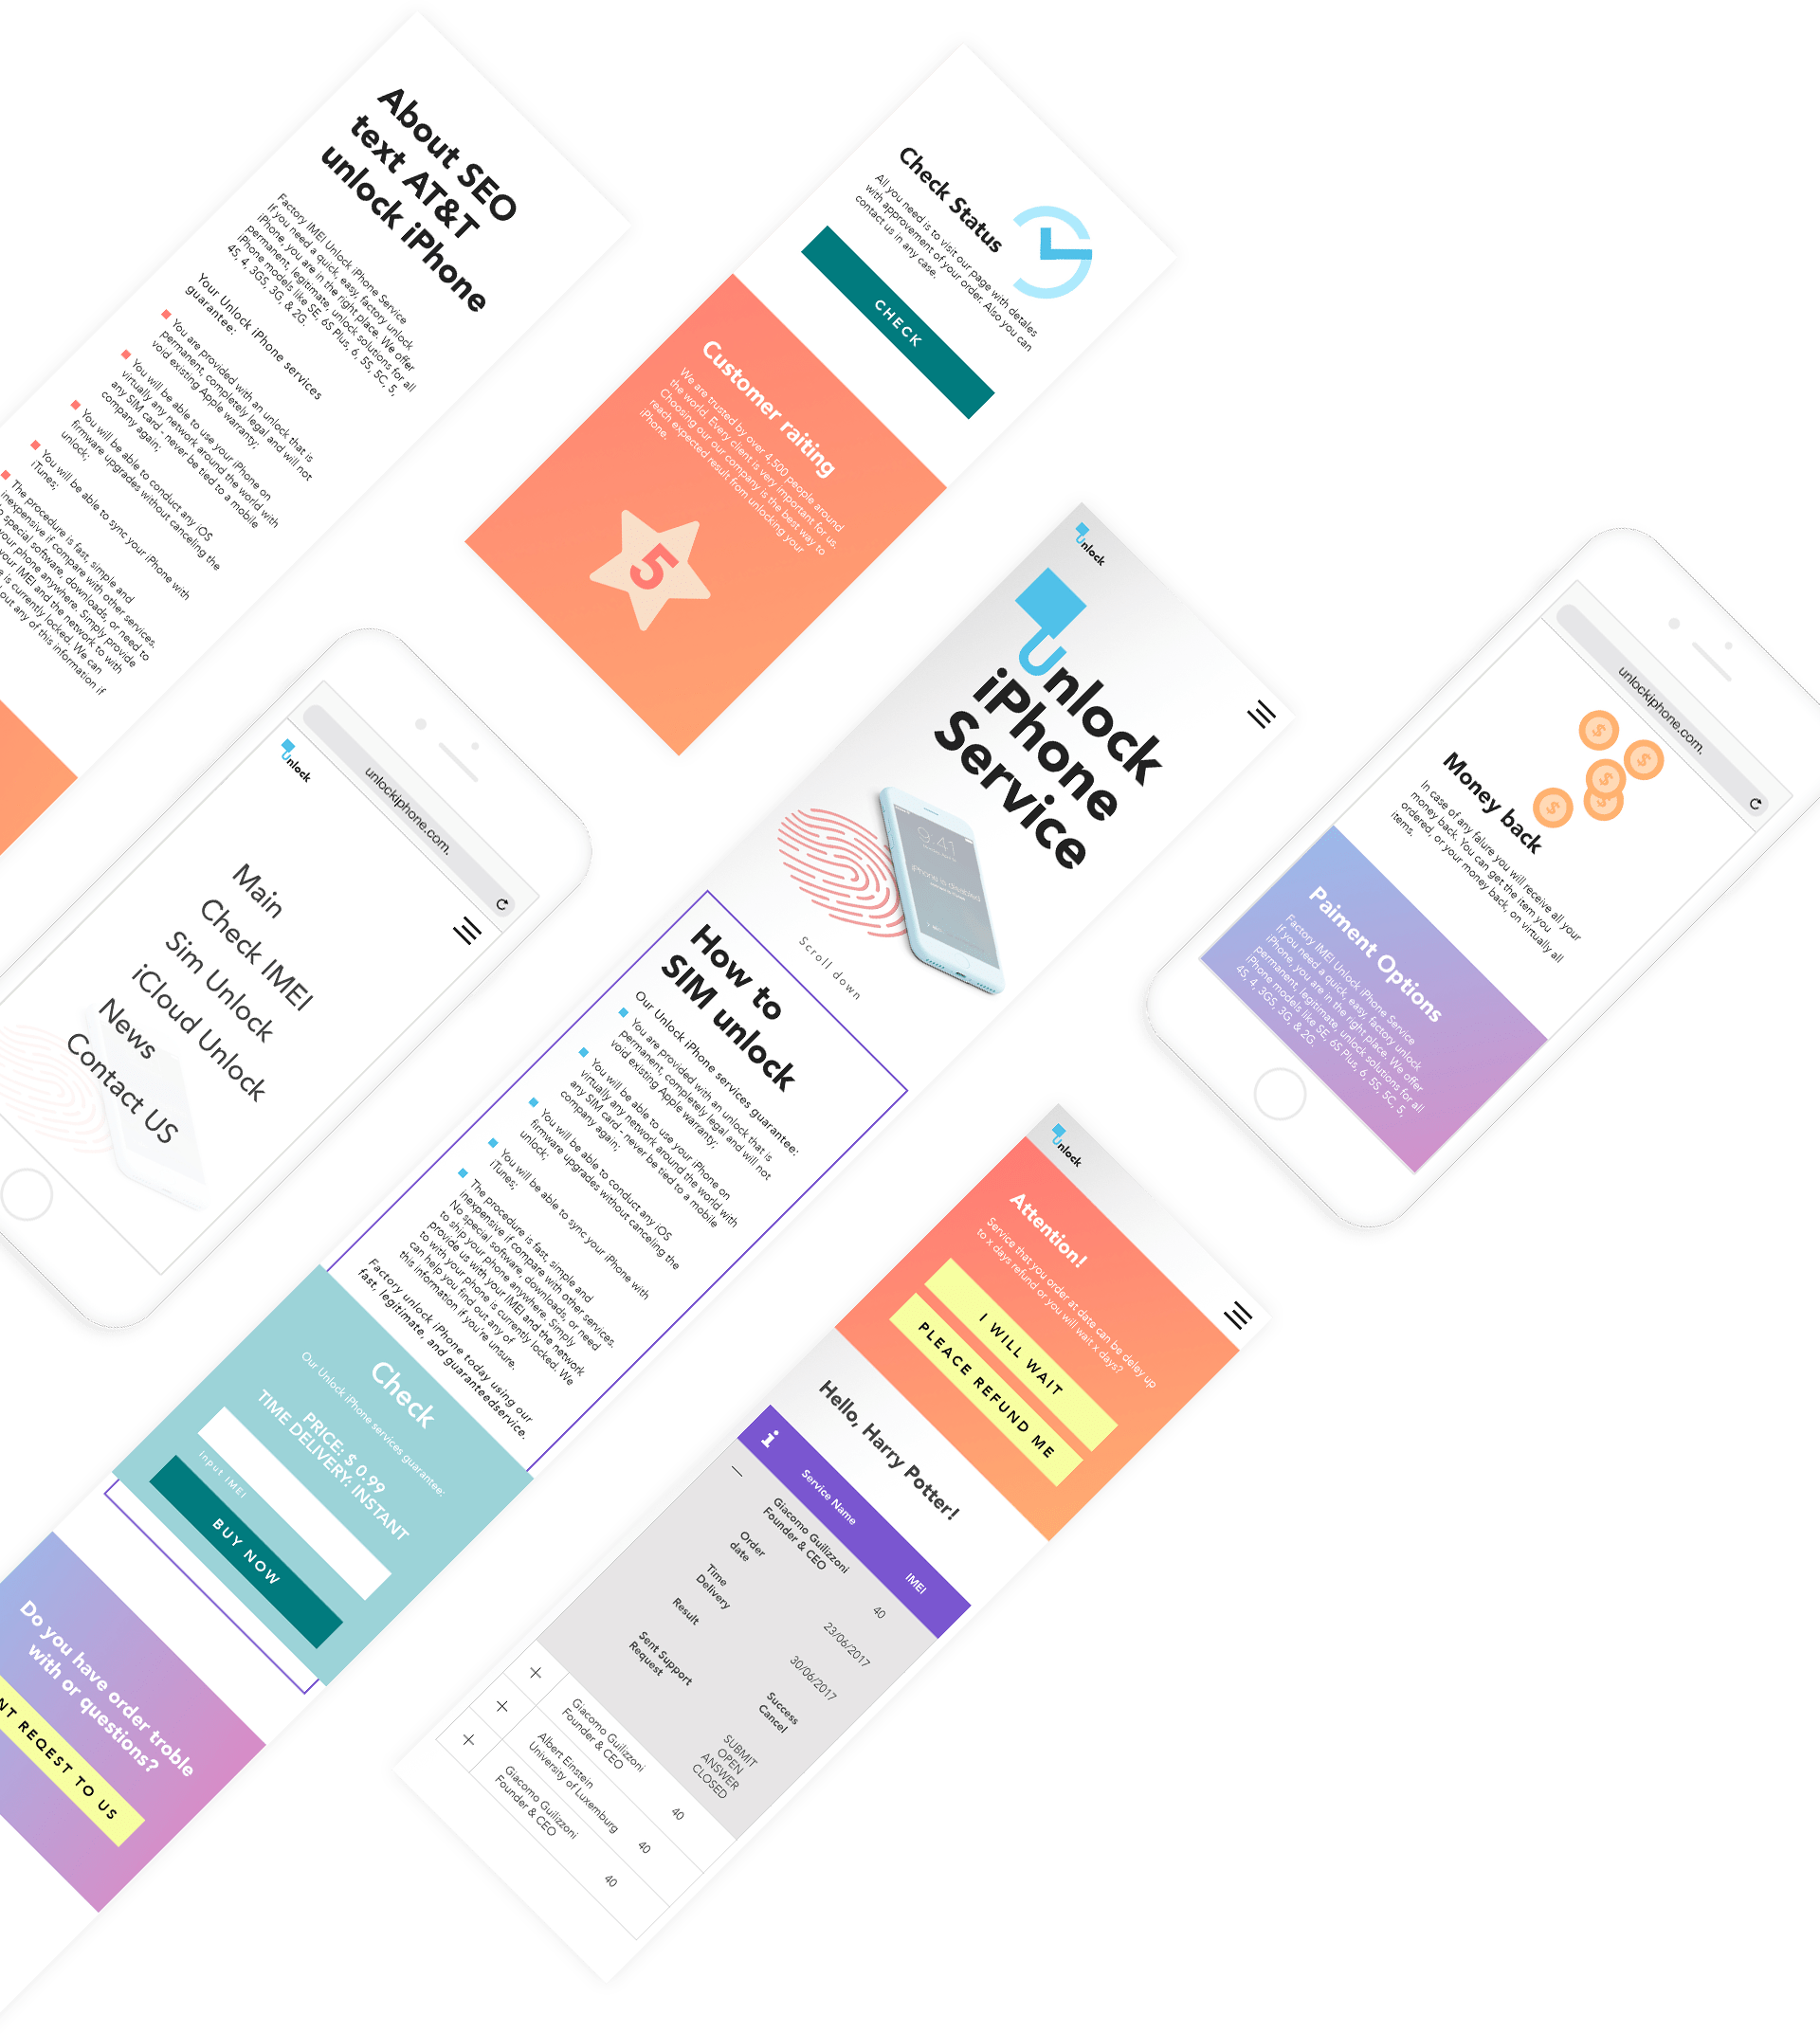 About SEO
text AT&T
unlock iPhone
Factory IMEI Unlock iPhone Service
If you need a quick, easy, factory unlock
iPhone, you are in the right place. We offer
permanent, legitimate, unlock solutions for all
iPhone models like SE, 6S Plus, 6, 5S, 5C, 5,
4S, 4, 3GS, 3G, & 2G.
Your Unlock iPhone services
guarantee:
You are provided with an unlock that is
permanent, completely legal and will not
void existing Apple warranty;
You will be able to use your iPhone on
virtually any network around the world with
any SIM card - never be tied to a mobile
company again;
You will be able to conduct any iOS
firmware upgrades without canceling the
unlock;
You will be able to sync your iPhone with
iTunes;
The procedure is fast, simple and
inexpensive if compare with other services.
special software, downloads, or need to
your phone anywhere. Simply provide
your IMEI and the network to with
is currently locked. We can
out any of this information if
Check Status
All you need is to visit our page with detales
with approvement of your order. Also you can
contact us in any case.
CHECK
Customer raiting
We are trusted by over 4,500 people around
the world. Every client is very important for us.
Choosing our our company is the best way to
reach expected result from unlocking your
iPhone.
5
Unlock
Unlock
iPhone
Service
9:41
iPhone is disabled
Scroll down
unlockiphone.com.
Money back
In case of any falure you will receive all your
money back. You can get the item you
ordered, or your money back, on virtually all
items.
Paiment Options
Factory IMEI Unlock iPhone Service
If you need a quick, easy, factory unlock
iPhone, you are in the right place. We offer
permanent, legitimate, unlock solutions for all
iPhone models like SE, 6S Plus, 6, 5S, 5C, 5,
4S, 4, 3GS, 3G, & 2G.
unlockiphone.com.
Unlock
Main
Check IMEI
Sim Unlock
iCloud Unlock
News
Contact US
How to
SIM unlock
Our Unlock iPhone services guarantee:
You are provided with an unlock that is
permanent, completely legal and will not
void existing Apple warranty;
You will be able to use your iPhone on
virtually any network around the world with
any SIM card - never be tied to a mobile
company again;
You will be able to conduct any iOS
firmware upgrades without canceling the
unlock;
You will be able to sync your iPhone with
iTunes;
The procedure is fast, simple and
inexpensive if compare with other services.
No special software, downloads, or need
to ship your phone anywhere. Simply
provide us with your IMEI and the network
to with your phone is currently locked. We
can help you find out any of
this information if you're unsure.
Factory unlock iPhone today using our
fast, legitimate, and guaranteedservice.
Check
Our Unlock iPhone services guarantee:
PRICE: $ 0.99
TIME DELIVERY: INSTANT
Input IMEI
BUY NOW
Do you have order troble
with or questions?
NT REQEST TO US
Unlock
Attention!
Service that you order at date can be deley up
to x days refund or you will wait x days?
I WILL WAIT
PLEACE REFUND ME
Hello, Harry Potter!
i
Service Name
IMEI
Giacomo Guilizzoni
Founder & CEO
40
Order
date
23/06/2017
Time
Delivery
30/06/2017
Result
Success
Cancel
Sent Support
Request
SUBMIT
OPEN
ANSWER
CLOSED
Giacomo Guilizzoni
Founder & CEO
40
Albert Einstein
University of Luxemburg
40
Giacomo Guilizzoni
Founder & CEO
40